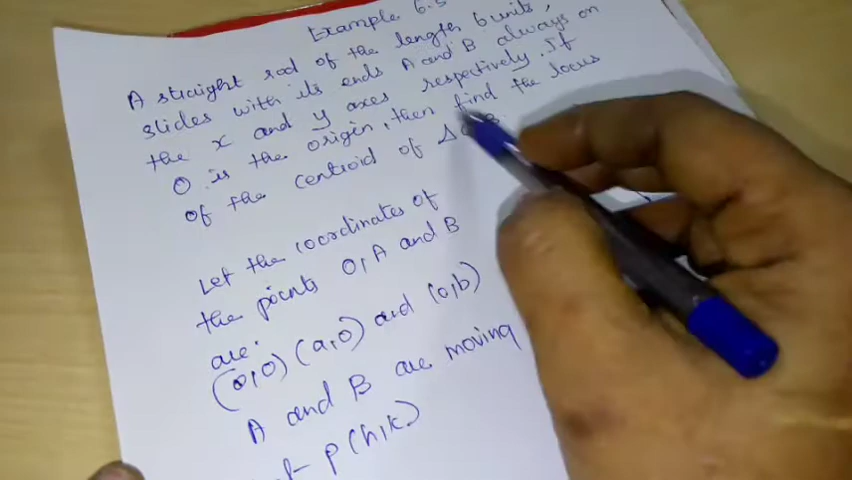 Example 6.3
A straight rod of the length 6 units,
slides with its ends A and B always on
the x and y axes respectively. If
O is the origin, then find the locus
of the centroid of Δ
Let the coordinates of
the points O, A and B
are.
(0,0) (a,0) and (0,b)
A and B are moving
P(h,k)